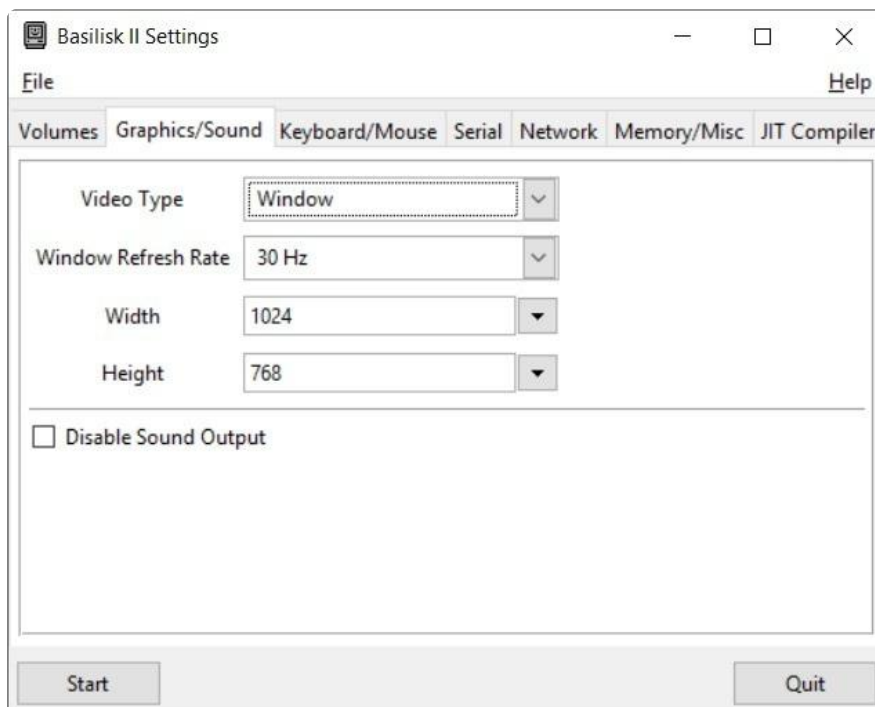 Basilisk II Settings
File Help
Volumes Graphics/Sound Keyboard/Mouse Serial Network Memory/Misc JIT Compiler
Video Type Window
Window Refresh Rate 30 Hz
Width 1024
Height 768
Disable Sound Output
Start Quit